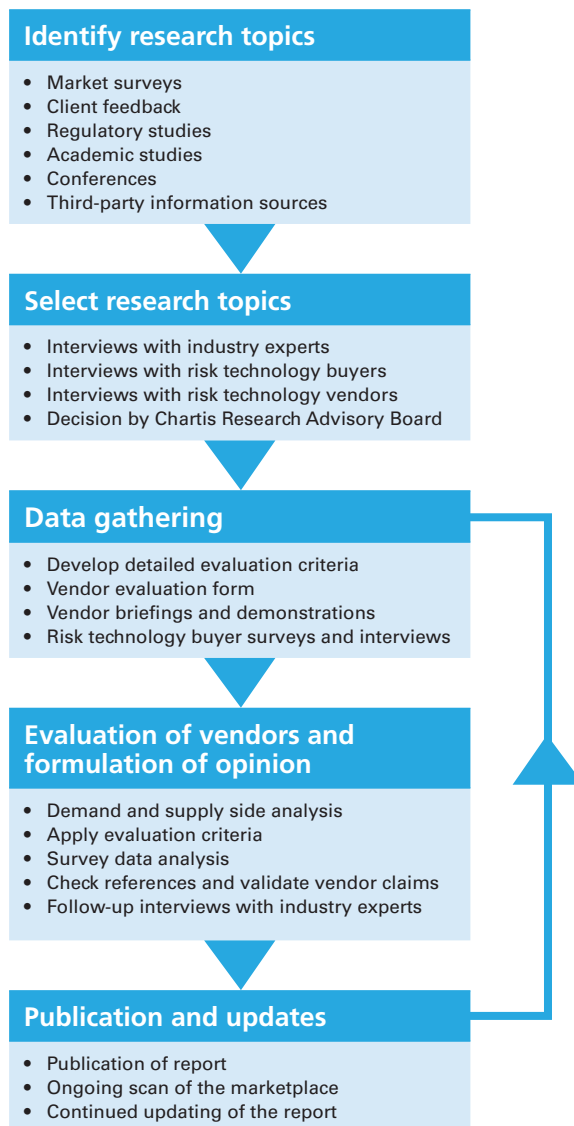 Identify research topics
• Market surveys
• Client feedback
• Regulatory studies
• Academic studies
• Conferences
• Third-party information sources
Select research topics
• Interviews with industry experts
• Interviews with risk technology buyers
• Interviews with risk technology vendors
• Decision by Chartis Research Advisory Board
Data gathering
• Develop detailed evaluation criteria
• Vendor evaluation form
• Vendor briefings and demonstrations
• Risk technology buyer surveys and interviews
Evaluation of vendors and
formulation of opinion
• Demand and supply side analysis
• Apply evaluation criteria
• Survey data analysis
• Check references and validate vendor claims
• Follow-up interviews with industry experts
Publication and updates
• Publication of report
• Ongoing scan of the marketplace
• Continued updating of the report